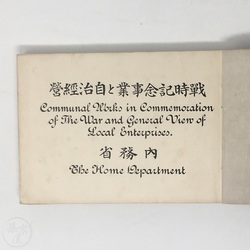 營經治自と業事念記時戰
Communal Works in Commemoration
of The War and General View of
Local Enterprises.
省務內
The Home Department